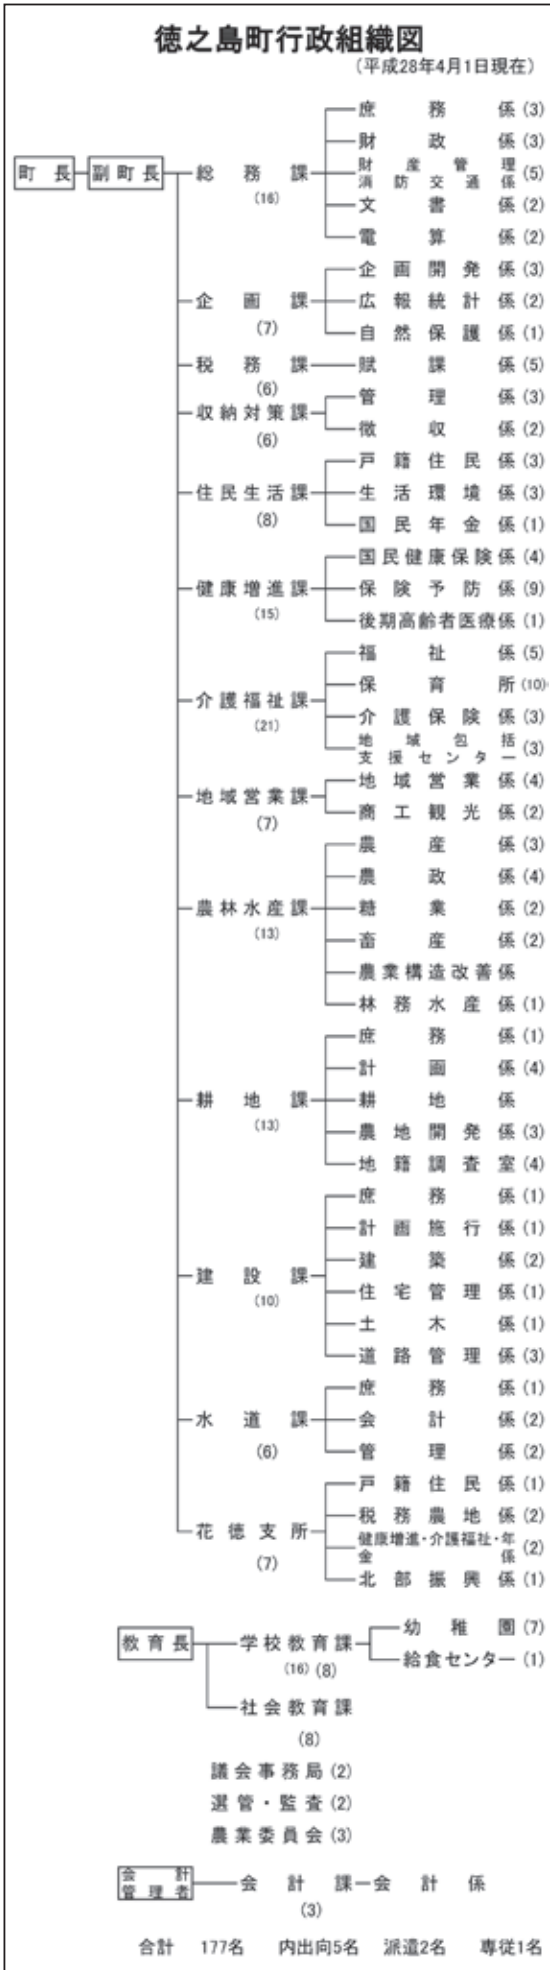 徳之島町行政組織図
(平成28年4月1日現在)
町長 副町長 総務課 (16)
庶務係 (3)
財政係 (3)
財産管理消防交通係 (5)
文書係 (2)
電算係 (2)
企画課 (7)
企画開発係 (3)
広報統計係 (2)
自然保護係 (1)
税務課 (6)
賦課係 (5)
収納対策課 (6)
管理係 (3)
徴収係 (2)
住民生活課 (8)
戸籍住民係 (3)
生活環境係 (3)
国民年金係 (1)
健康増進課 (15)
国民健康保険係 (4)
保険予防係 (9)
後期高齢者医療係 (1)
介護福祉課 (21)
福祉係 (5)
保育所 (10)
介護保険係 (3)
地域包括支援センター (3)
地域営業課 (7)
地域営業係 (4)
商工観光係 (2)
農林水産課 (13)
農産係 (3)
農政係 (4)
糖業係 (2)
畜産係 (2)
農業構造改善係
林務水産係 (1)
耕地課 (13)
庶務係 (1)
計画係 (4)
耕地係
農地開発係 (3)
地籍調査室 (4)
建設課 (10)
庶務係 (1)
計画施行係 (1)
建築係 (2)
住宅管理係 (1)
土木係 (1)
道路管理係 (3)
水道課 (6)
庶務係 (1)
会計係 (2)
管理係 (2)
花徳支所 (7)
戸籍住民係 (1)
税務農地係 (2)
健康増進・介護福祉・年金係 (2)
北部振興係 (1)
教育長 学校教育課 (16) (8)
幼稚園 (7)
給食センター (1)
社会教育課 (8)
議会事務局 (2)
選管・監査 (2)
農業委員会 (3)
会計管理者 会計課 会計係
(3)
合計 177名 内出向5名 派遣2名 専従1名